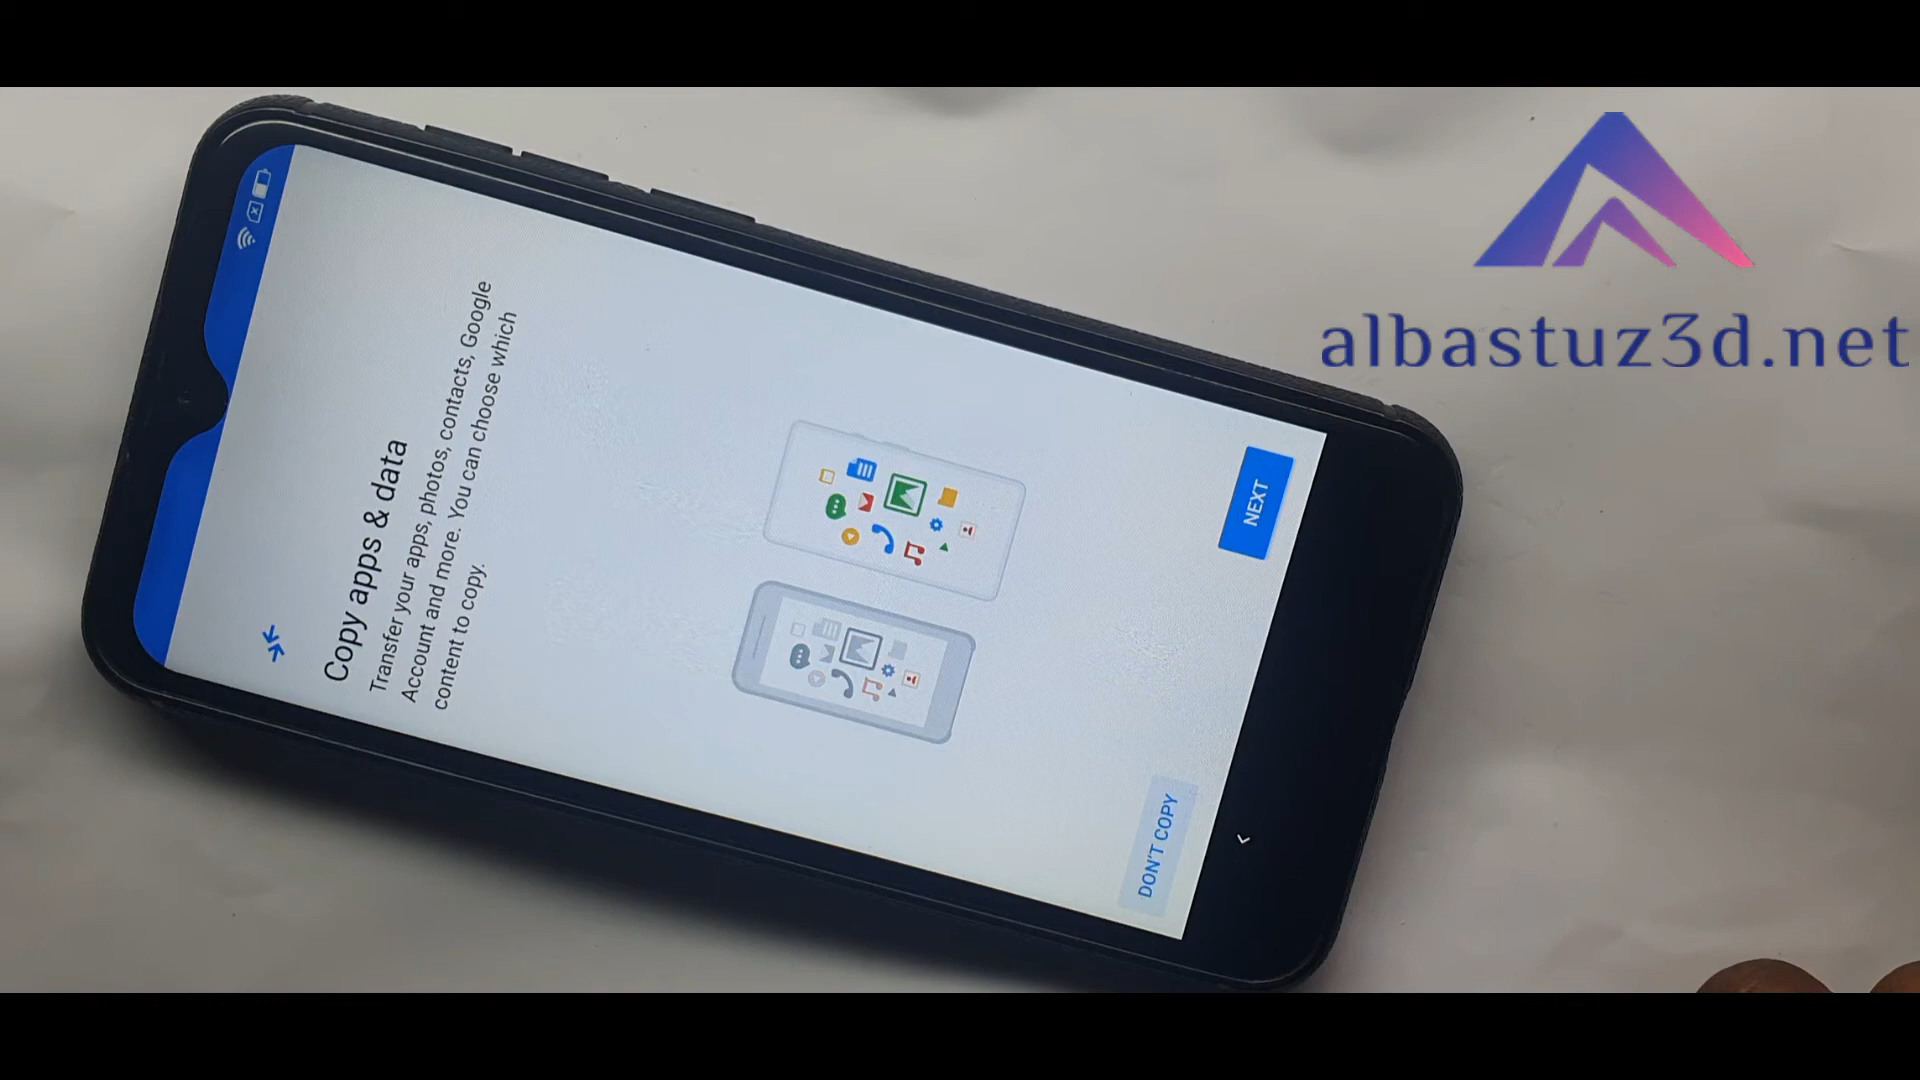 Copy apps & data
Transfer your apps, photos, contacts, Google
Account and more. You can choose which
content to copy.
DON'T COPY
NEXT
albastuz3d.net